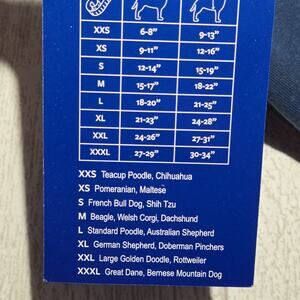 XXS 6-8" 9-13"
XS 9-11" 12-16"
S 12-14" 15-19"
M 15-17" 18-22"
L 18-20" 21-25"
XL 21-23" 24-28"
XXL 24-26" 27-31"
XXXL 27-29" 30-34"
XXS Teacup Poodle, Chihuahua
XS Pomeranian, Maltese
S French Bull Dog, Shih Tzu
M Beagle, Welsh Corgi, Dachshund
L Standard Poodle, Australian Shepherd
XL German Shepherd, Doberman Pinchers
XXL Large Golden Doodle, Rottweiler
XXXL Great Dane, Bernese Mountain Dog